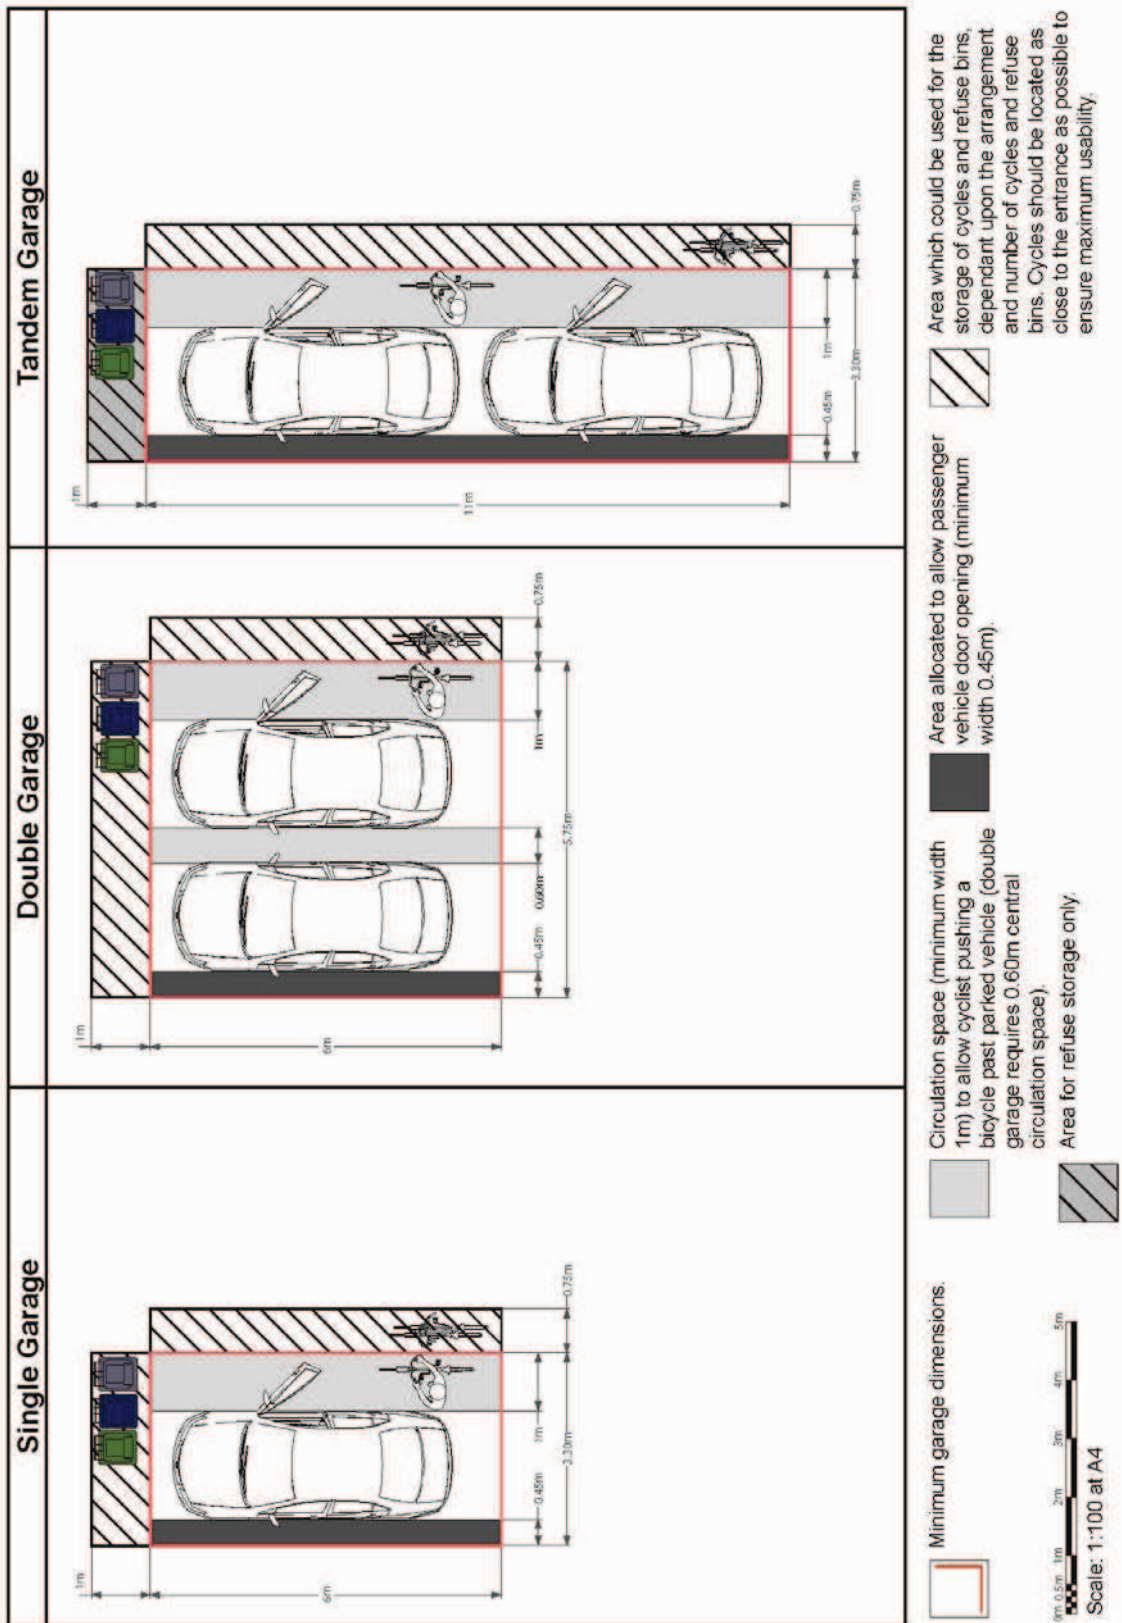 Single Garage
1m
6m
0.45m
1m
3.30m
0.75m
Double Garage
1m
6m
0.45m
0.60m
1m
5.75m
0.75m
Tandem Garage
1m
11m
0.45m
1m
3.30m
0.75m
Minimum garage dimensions.
0m 0.5m 1m 2m 3m 4m 5m
Scale: 1:100 at A4
Circulation space (minimum width
1m) to allow cyclist pushing a
bicycle past parked vehicle (double
garage requires 0.60m central
circulation space).
Area for refuse storage only.
Area allocated to allow passenger
vehicle door opening (minimum
width 0.45m).
Area which could be used for the
storage of cycles and refuse bins,
dependant upon the arrangement
and number of cycles and refuse
bins. Cycles should be located as
close to the entrance as possible to
ensure maximum usability.